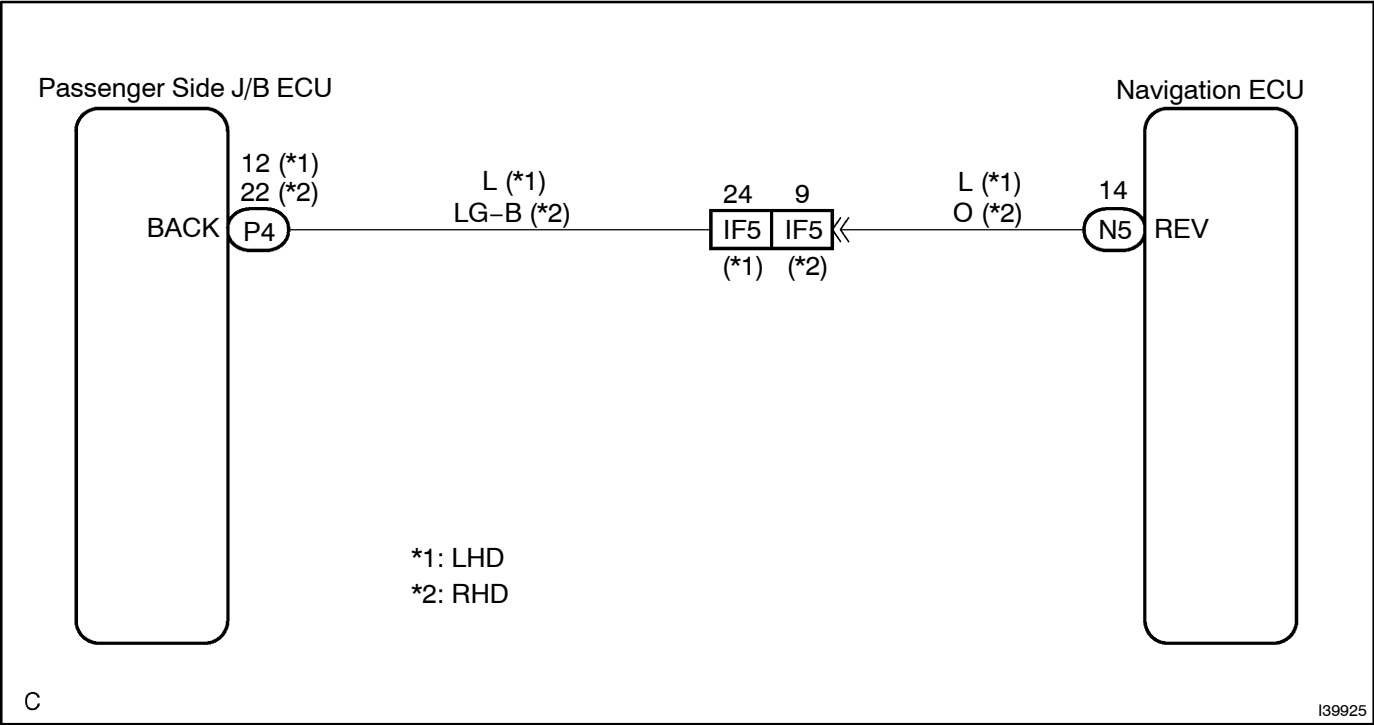 Passenger Side J/B ECU
Navigation ECU
12 (*1)
22 (*2)
BACK
P4
L (*1)
LG−B (*2)
24
9
IF5
IF5
(*1)
(*2)
L (*1)
O (*2)
14
N5
REV
*1: LHD
*2: RHD
C
I39925